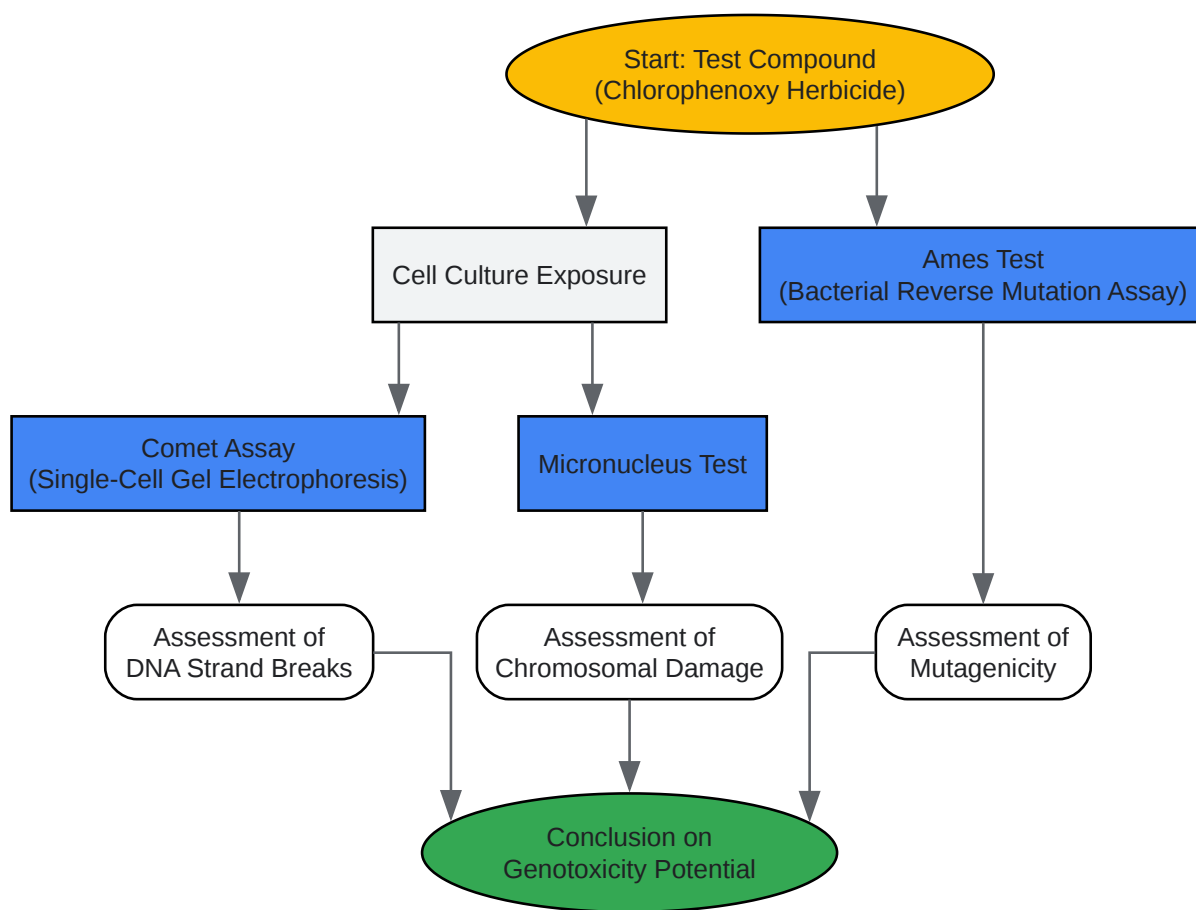 Start: Test Compound
(Chlorophenoxy Herbicide)
Cell Culture Exposure
Ames Test
(Bacterial Reverse Mutation Assay)
Comet Assay
(Single-Cell Gel Electrophoresis)
Micronucleus Test
Assessment of
DNA Strand Breaks
Assessment of
Chromosomal Damage
Assessment of
Mutagenicity
Conclusion on
Genotoxicity Potential